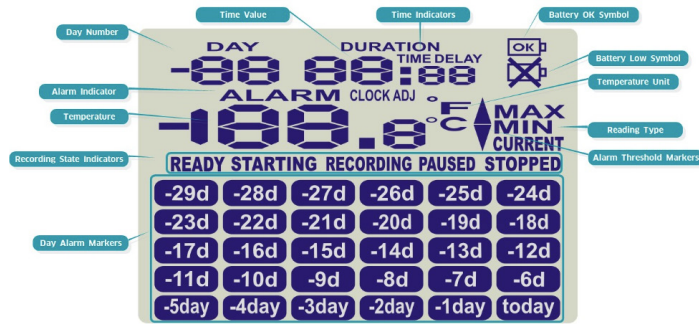 Time Value
Time Indicators
Battery OK Symbol
Day Number
DAY
DURATION
OK
TIME DELAY
-88 88:88
Battery Low Symbol
Temperature Unit
Alarm Indicator
ALARM CLOCK ADJ
°F
Temperature
-188.8
°C
MAX
MIN
CURRENT
Reading Type
Recording State Indicators
READY STARTING RECORDING PAUSED STOPPED
Alarm Threshold Markers
-29d -28d -27d -26d -25d -24d
-23d -22d -21d -20d -19d -18d
Day Alarm Markers
-17d -16d -15d -14d -13d -12d
-11d -10d -9d -8d -7d -6d
-5day -4day -3day -2day -1day today